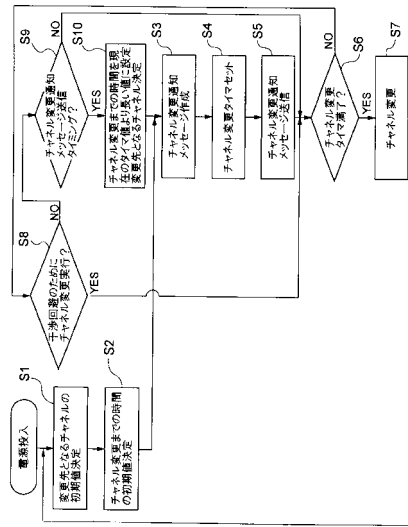 電源投入
S1
変更先となるチャネルの
初期値決定
S2
チャネル変更までの時間
の初期値決定
S8
干渉回避のために
チャネル変更実行?
NO
YES
S9
チャネル変更通知
メッセージ送信
タイミング?
NO
YES
S10
チャネル変更までの時間を現
在のタイマ値より長い値に設定
変更先となるチャネル決定
S3
チャネル変更通知
メッセージ作成
S4
チャネル変更タイマセット
S5
チャネル変更通知
メッセージ送信
S6
チャネル変更
タイマ満了?
NO
YES
S7
チャネル変更